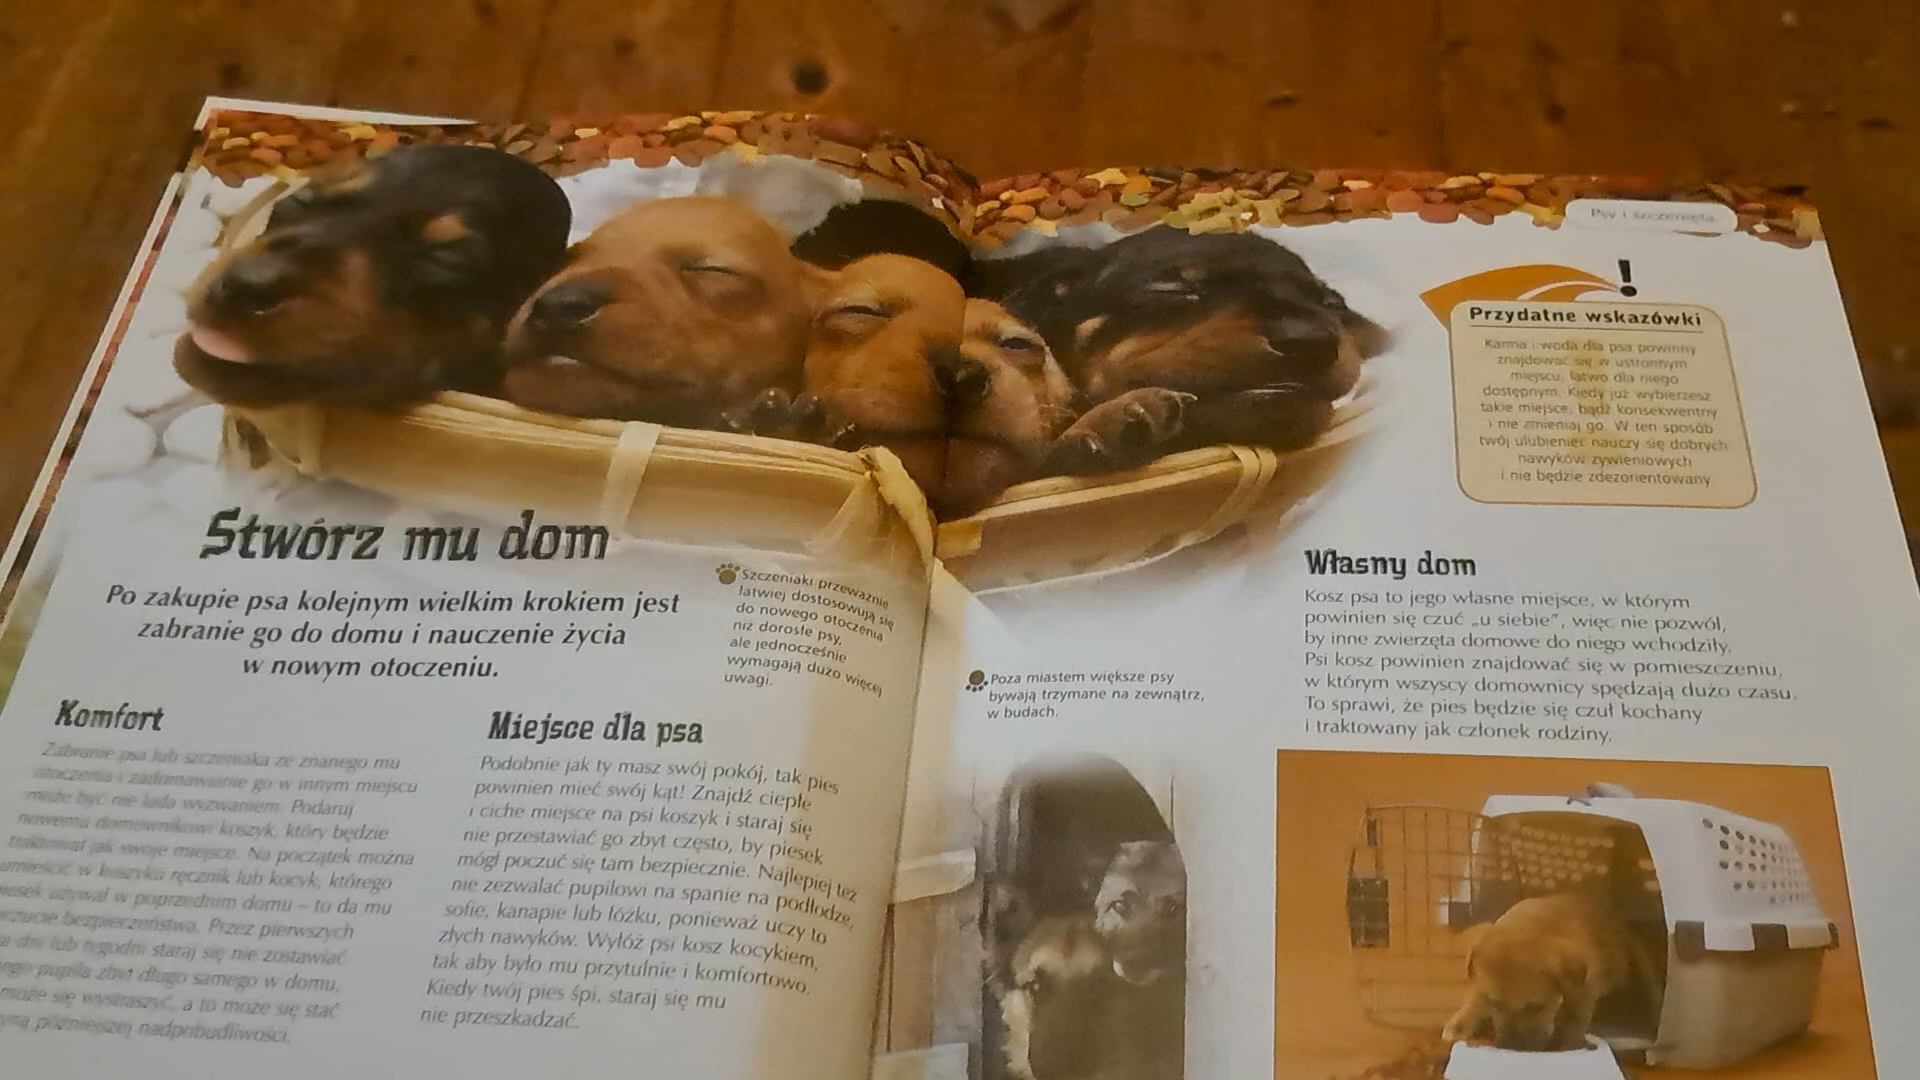 Psy i szczenięta
Przydatne wskazówki
Karma i woda dla psa powinny
znajdować się w ustronnym
miejscu, łatwo dla niego
dostępnym. Kiedy już wybierzesz
takie miejsce, bądź konsekwentny
i nie zmieniaj go. W ten sposób
twój ulubieniec nauczy się dobrych
nawyków żywieniowych
i nie będzie zdezorientowany
Stwórz mu dom
Po zakupie psa kolejnym wielkim krokiem jest
zabranie go do domu i nauczenie życia
w nowym otoczeniu.
Szczeniaki przeważnie
łatwiej dostosowują się
do nowego otoczenia
niż dorosłe psy,
ale jednocześnie
wymagają dużo więcej
uwagi.
Komfort
Zabranie psa lub szczeniaka ze znanego mu
otoczenia i zadomawianie go w innym miejscu
może być nie lada wyzwaniem. Podaruj
nowemu domownikowi koszyk, który będzie
traktował jak swoje miejsce. Na początek można
umieścić w koszyku ręcznik lub kocyk, którego
piesek używał w poprzednim domu – to da mu
poczucie bezpieczeństwa. Przez pierwszych
dni lub tygodni staraj się nie zostawiać
pupila zbyt długo samego w domu,
może się wystraszyć, a to może się stać
późniejszej nadpobudliwości.
Miejsce dla psa
Podobnie jak ty masz swój pokój, tak pies
powinien mieć swój kąt! Znajdź ciepłe
i ciche miejsce na psi koszyk i staraj się
nie przestawiać go zbyt często, by piesek
mógł poczuć się tam bezpiecznie. Najlepiej też
nie zezwalać pupilowi na spanie na podłodze,
sofie, kanapie lub łóżku, ponieważ uczy to
złych nawyków. Wyłóż psi kosz kocykiem,
tak aby było mu przytulnie i komfortowo.
Kiedy twój pies śpi, staraj się mu
nie przeszkadzać.
Poza miastem większe psy
bywają trzymane na zewnątrz,
w budach.
Własny dom
Kosz psa to jego własne miejsce, w którym
powinien się czuć „u siebie”, więc nie pozwól,
by inne zwierzęta domowe do niego wchodziły.
Psi kosz powinien znajdować się w pomieszczeniu,
w którym wszyscy domownicy spędzają dużo czasu.
To sprawi, że pies będzie się czuł kochany
i traktowany jak członek rodziny.